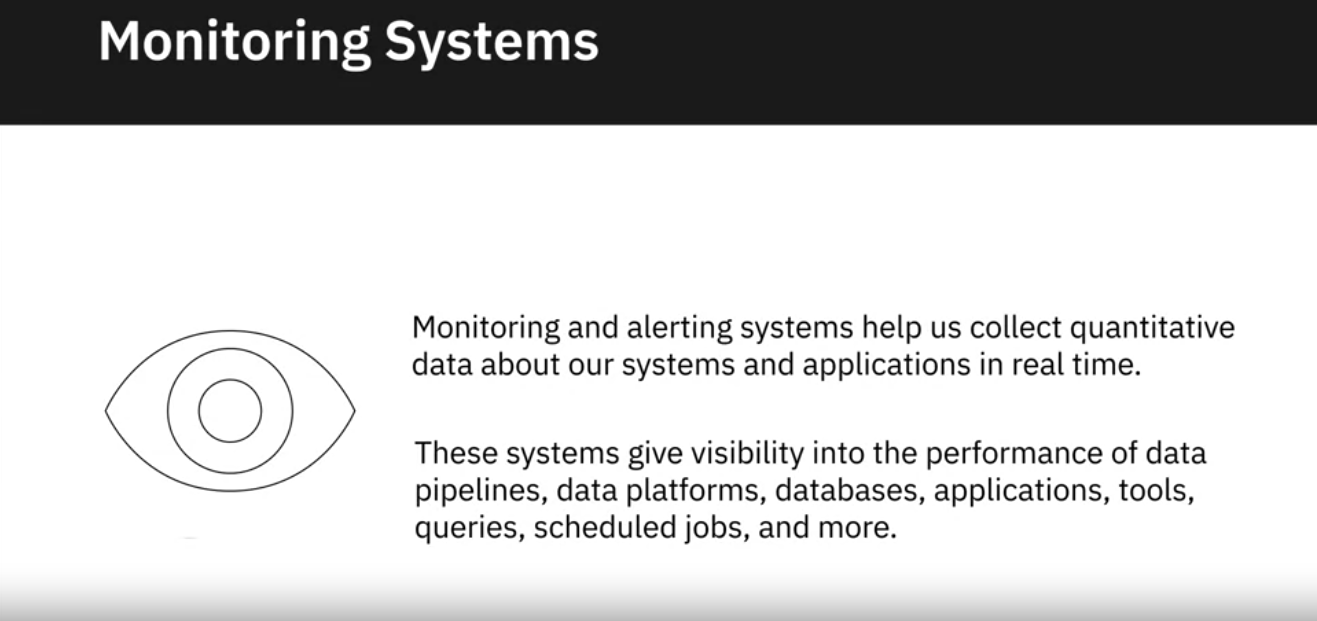 Monitoring Systems
Monitoring and alerting systems help us collect quantitative
data about our systems and applications in real time.
These systems give visibility into the performance of data
pipelines, data platforms, databases, applications, tools,
queries, scheduled jobs, and more.